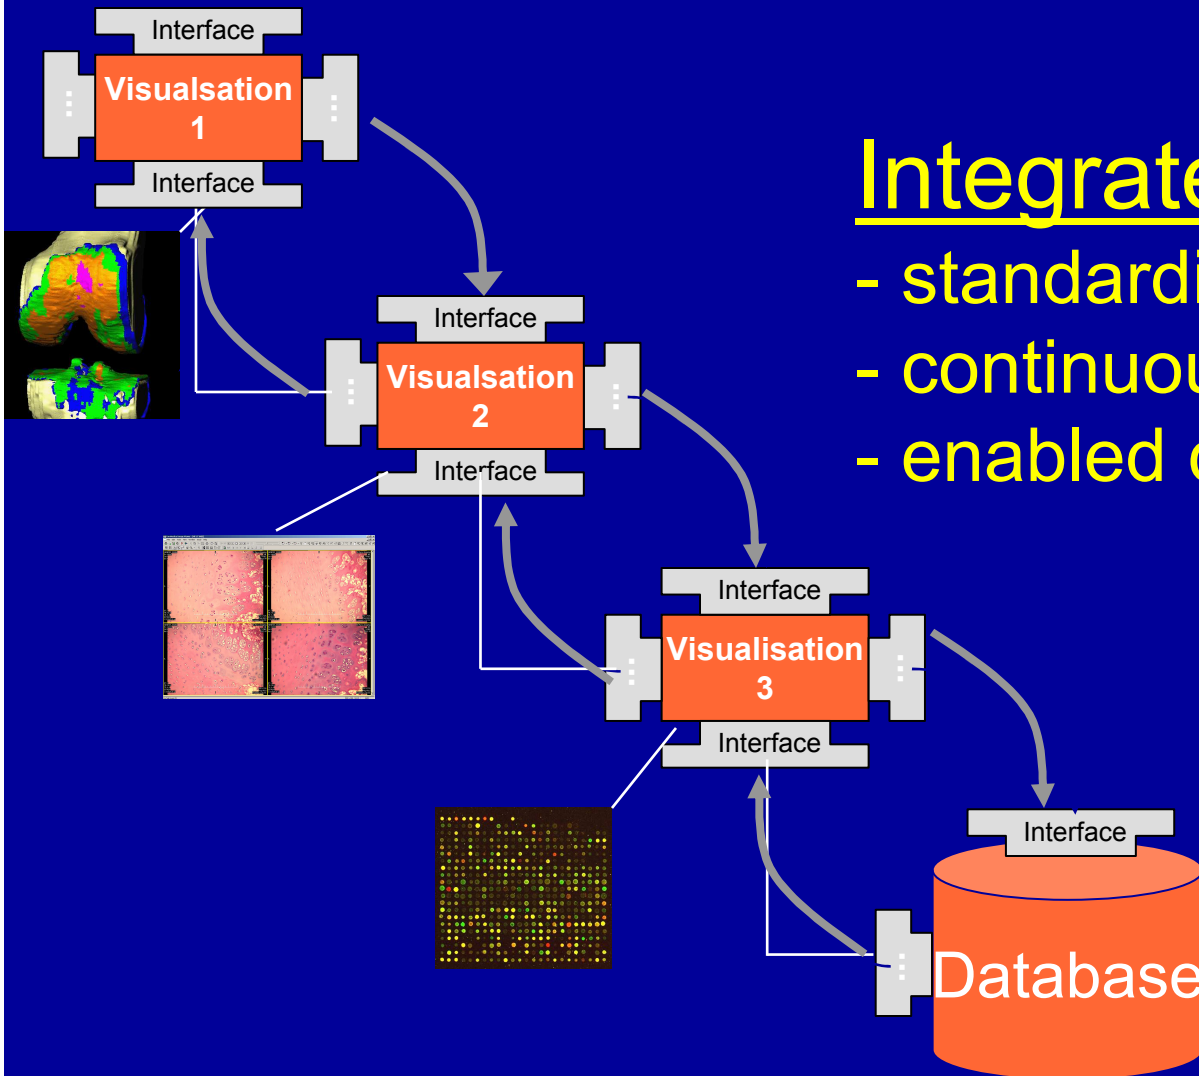 Interface
Visualsation
1
Interface
Integrate
- standardi
- continuou
- enabled
Interface
Visualsation
2
Interface
Interface
Visualisation
3
Interface
Interface
Database